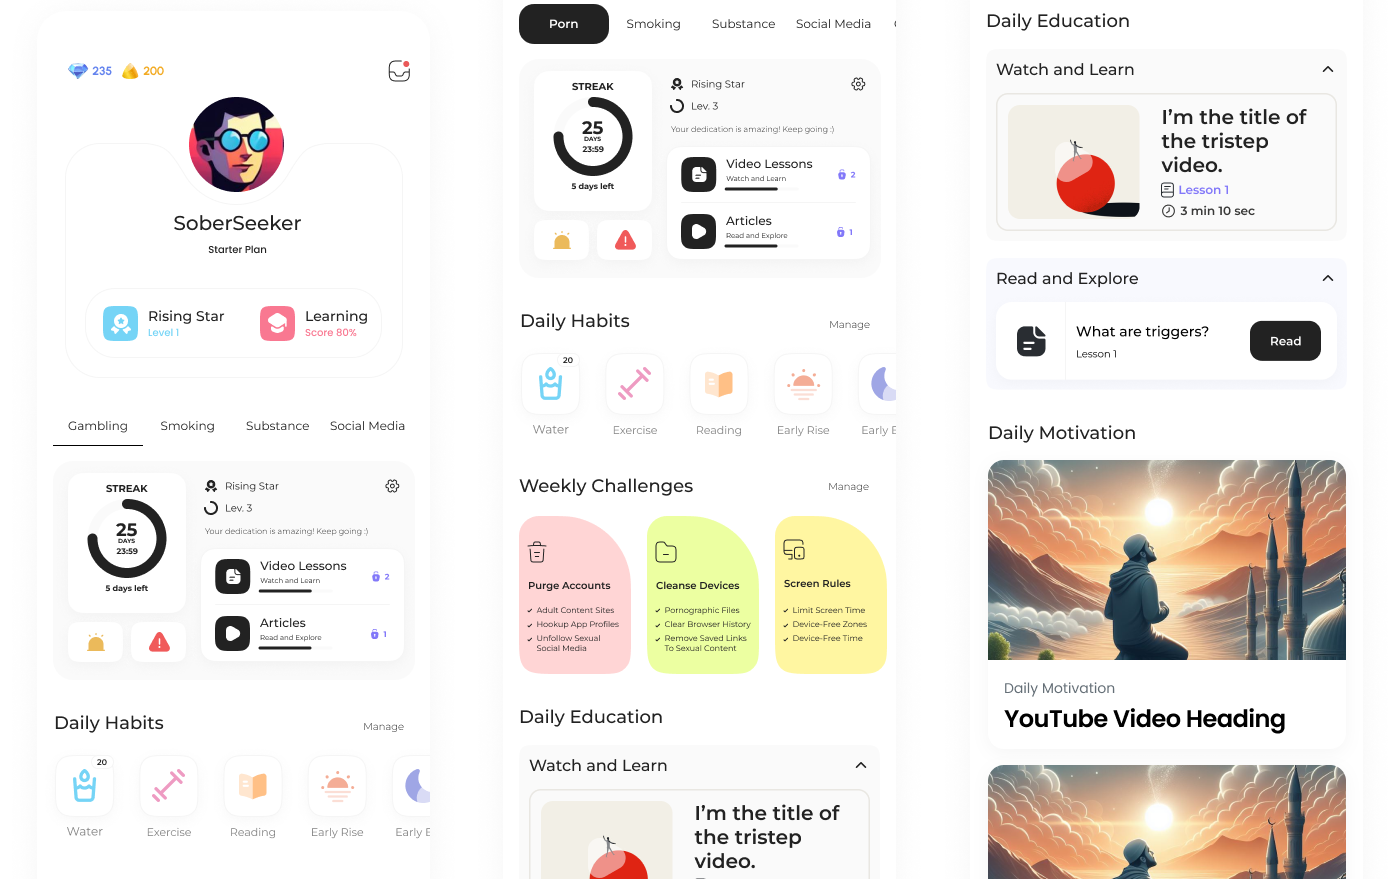 235
200
SoberSeeker
Starter Plan
Rising Star
Level 1
Learning
Score 80%
Gambling
Smoking
Substance
Social Media
STREAK
25
DAYS
23:59
5 days left
Rising Star
Lev. 3
Your dedication is amazing! Keep going :)
Video Lessons
Watch and Learn
2
Articles
Read and Explore
1
Daily Habits
Manage
20
Water
Exercise
Reading
Early Rise
Early
Porn
Smoking
Substance
Social Media
STREAK
25
DAYS
23:59
5 days left
Rising Star
Lev. 3
Your dedication is amazing! Keep going :)
Video Lessons
Watch and Learn
2
Articles
Read and Explore
1
Daily Habits
Manage
20
Water
Exercise
Reading
Early Rise
Early
Weekly Challenges
Manage
Purge Accounts
Adult Content Sites
Hookup App Profiles
Unfollow Sexual
Social Media
Cleanse Devices
Pornographic Files
Clear Browser History
Remove Saved Links
To Sexual Content
Screen Rules
Limit Screen Time
Device-Free Zones
Device-Free Time
Daily Education
Watch and Learn
I'm the title of
the tristep
video.
Daily Education
Watch and Learn
I'm the title of
the tristep
video.
Lesson 1
3 min 10 sec
Read and Explore
What are triggers?
Lesson 1
Read
Daily Motivation
Daily Motivation
YouTube Video Heading